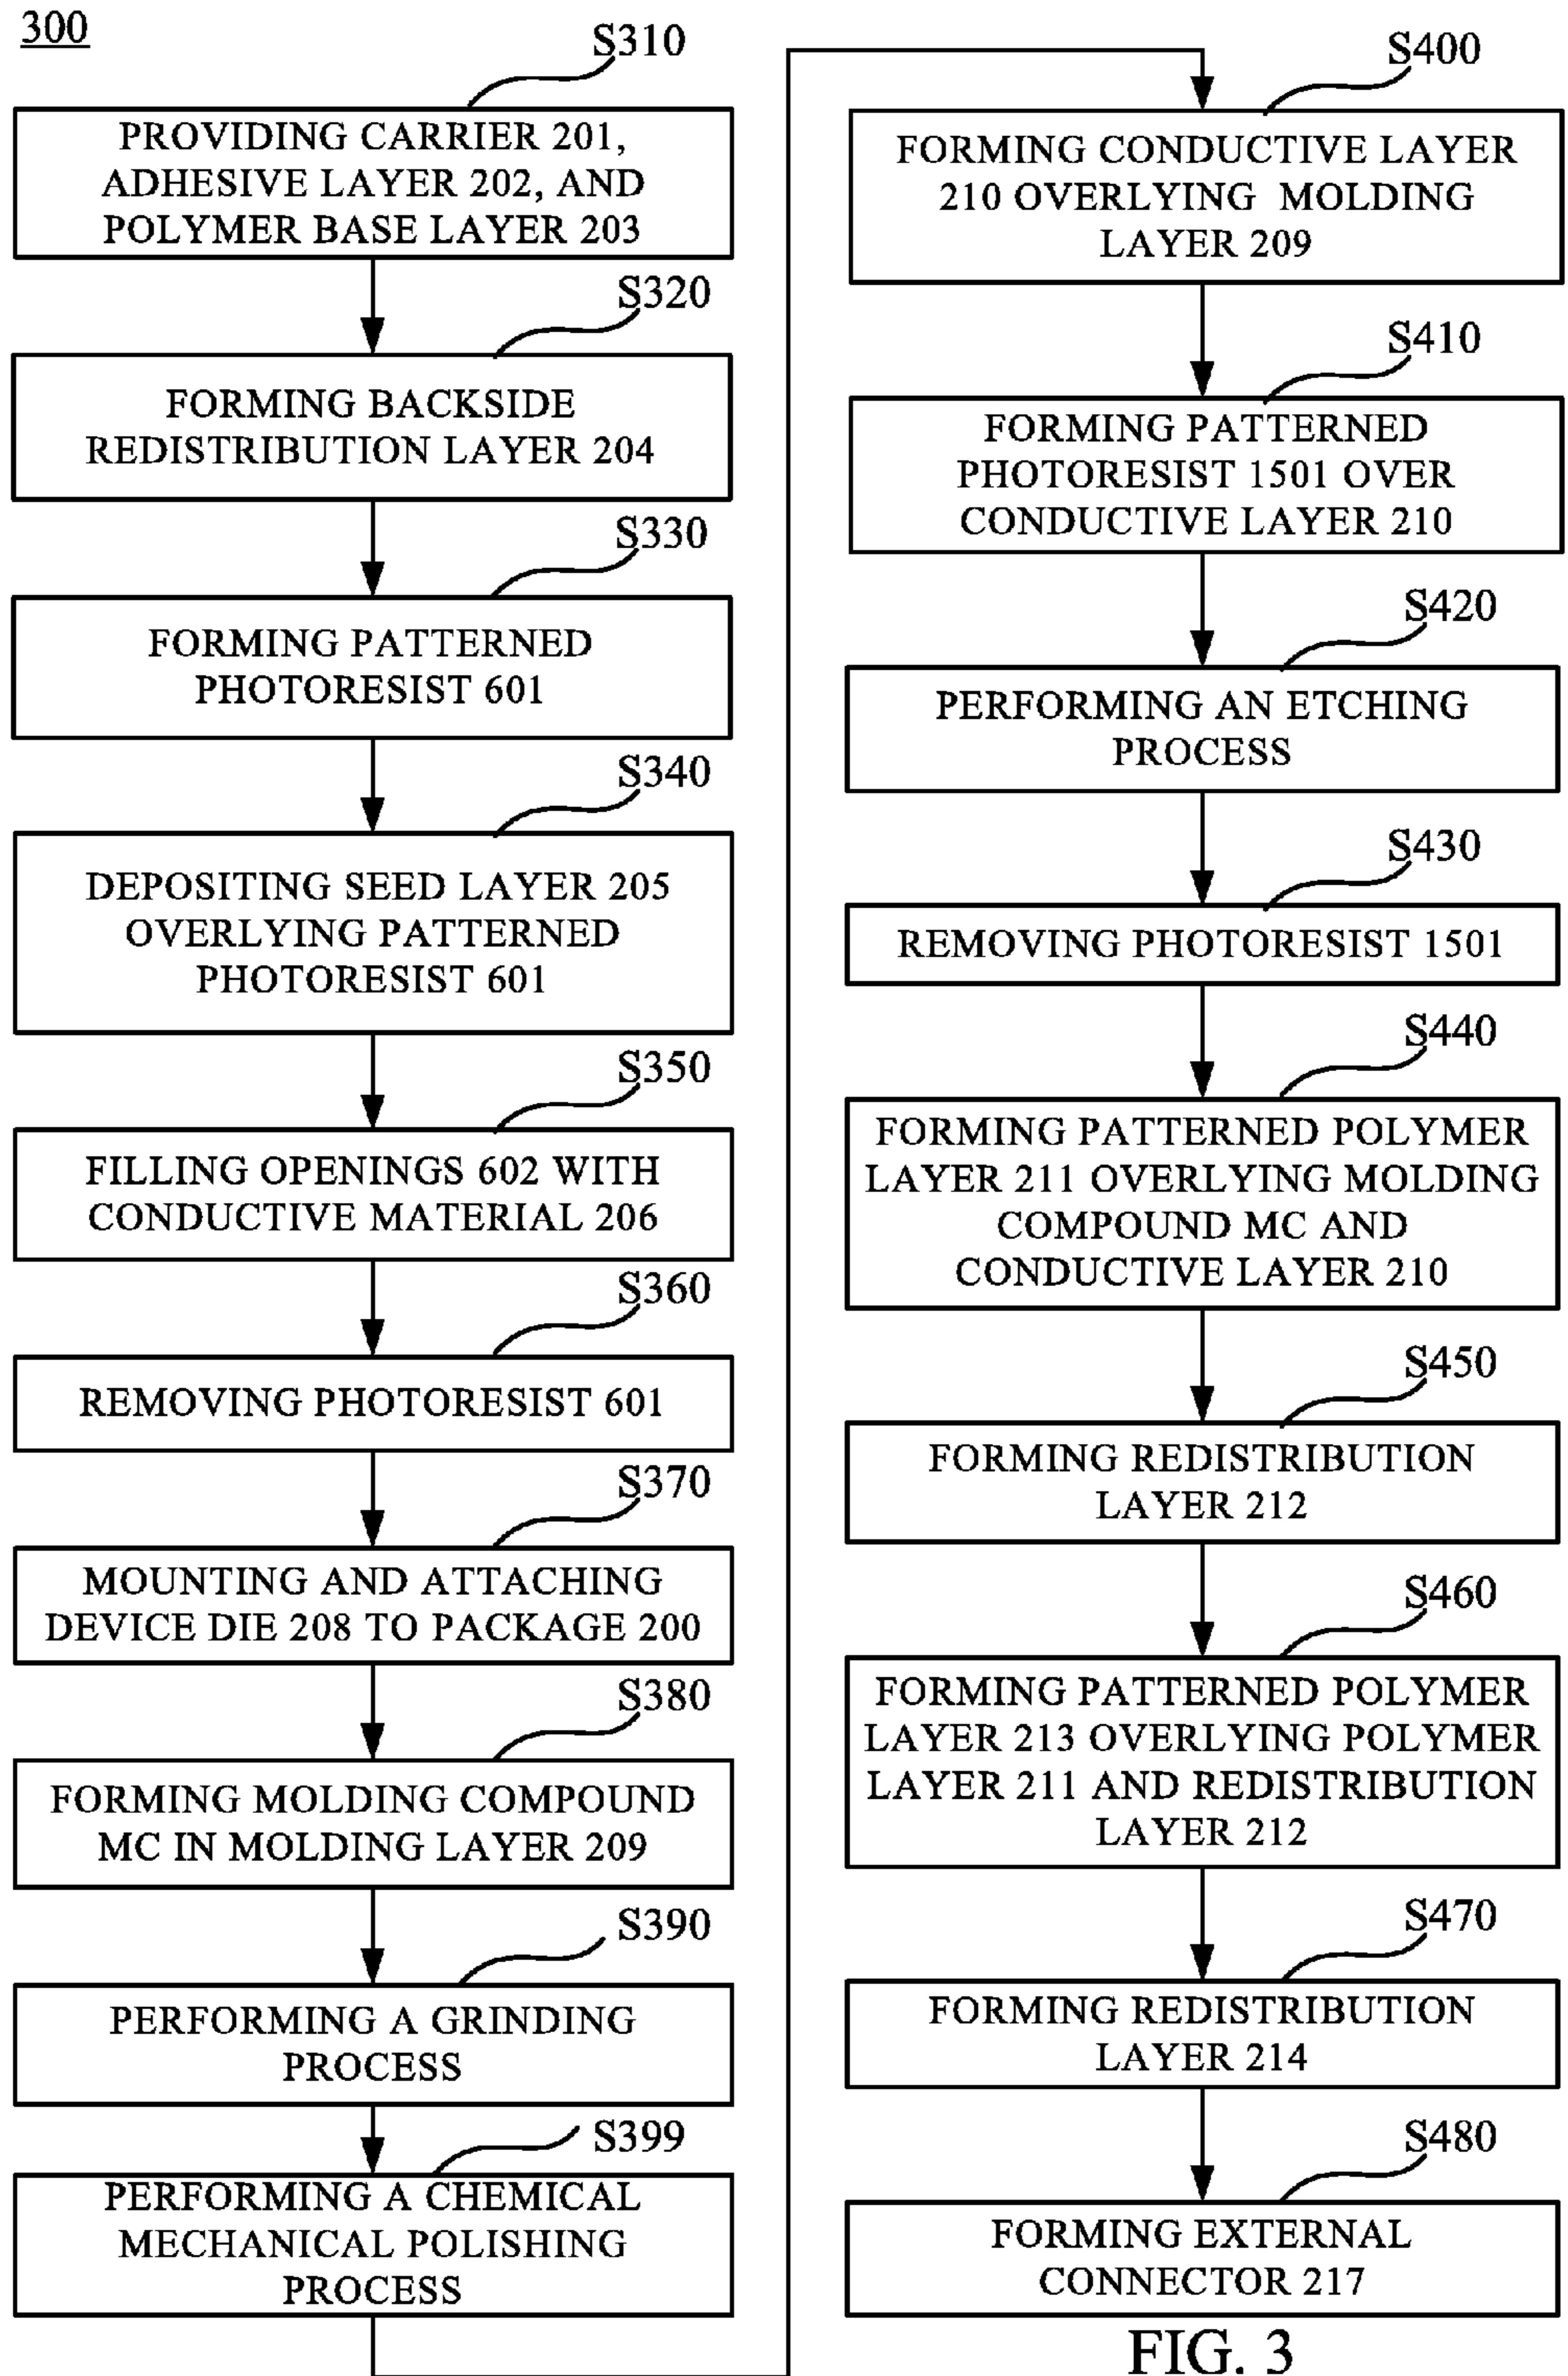 300
S310
PROVIDING CARRIER 201,
ADHESIVE LAYER 202, AND
POLYMER BASE LAYER 203
S320
FORMING BACKSIDE
REDISTRIBUTION LAYER 204
S330
FORMING PATTERNED
PHOTORESIST 601
S340
DEPOSITING SEED LAYER 205
OVERLYING PATTERNED
PHOTORESIST 601
S350
FILLING OPENINGS 602 WITH
CONDUCTIVE MATERIAL 206
S360
REMOVING PHOTORESIST 601
S370
MOUNTING AND ATTACHING
DEVICE DIE 208 TO PACKAGE 200
S380
FORMING MOLDING COMPOUND
MC IN MOLDING LAYER 209
S390
PERFORMING A GRINDING
PROCESS
S399
PERFORMING A CHEMICAL
MECHANICAL POLISHING
PROCESS
S400
FORMING CONDUCTIVE LAYER
210 OVERLYING MOLDING
LAYER 209
S410
FORMING PATTERNED
PHOTORESIST 1501 OVER
CONDUCTIVE LAYER 210
S420
PERFORMING AN ETCHING
PROCESS
S430
REMOVING PHOTORESIST 1501
S440
FORMING PATTERNED POLYMER
LAYER 211 OVERLYING MOLDING
COMPOUND MC AND
CONDUCTIVE LAYER 210
S450
FORMING REDISTRIBUTION
LAYER 212
S460
FORMING PATTERNED POLYMER
LAYER 213 OVERLYING POLYMER
LAYER 211 AND REDISTRIBUTION
LAYER 212
S470
FORMING REDISTRIBUTION
LAYER 214
S480
FORMING EXTERNAL
CONNECTOR 217
FIG. 3